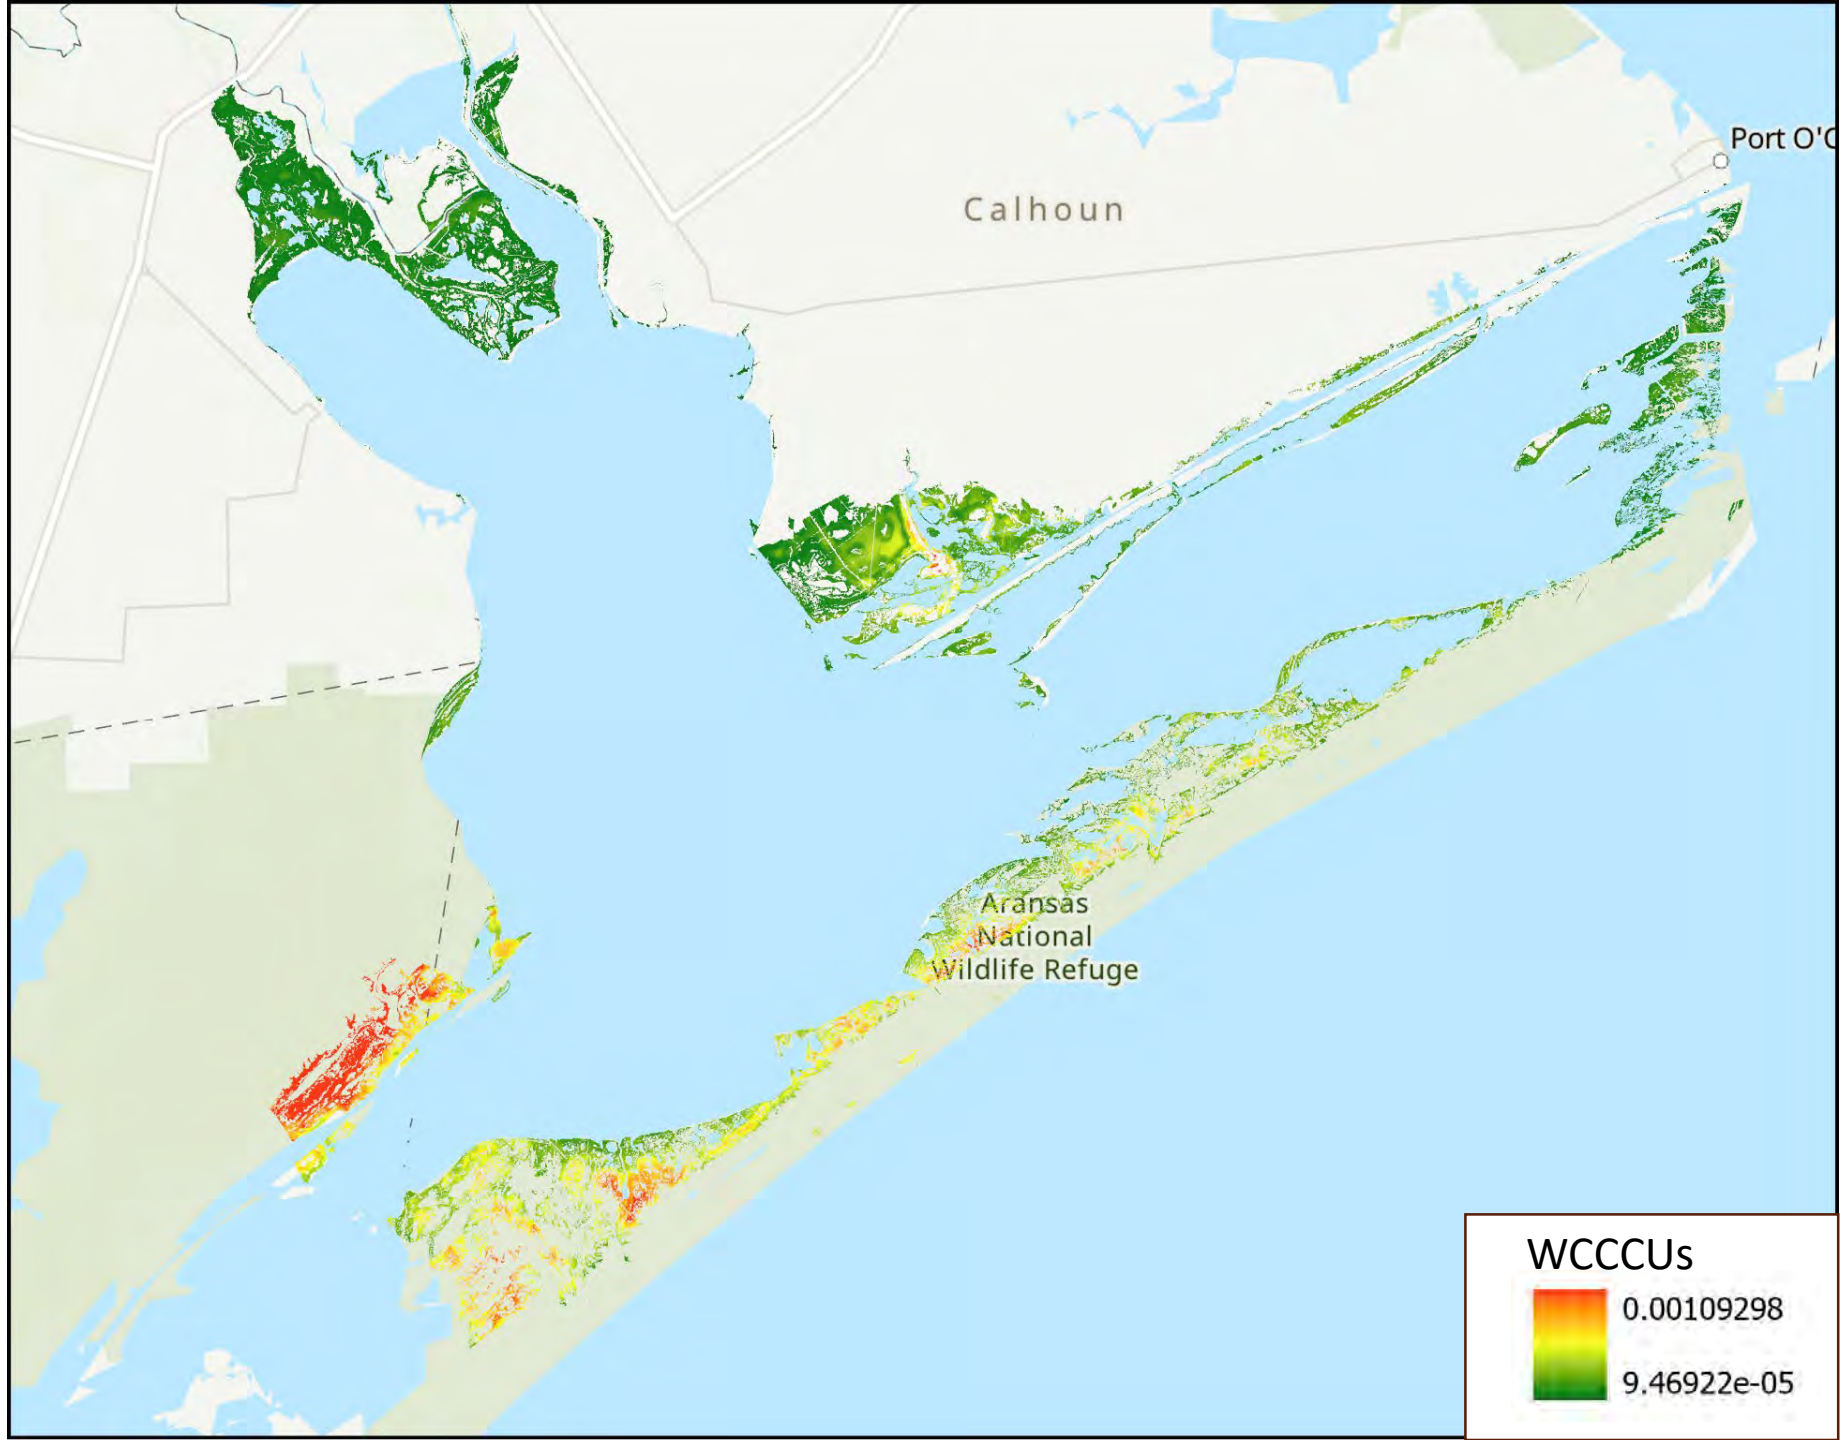 Port O'C
Calhoun
Aransas
National
Wildlife Refuge
WCCCUs
0.00109298
9.46922e-05